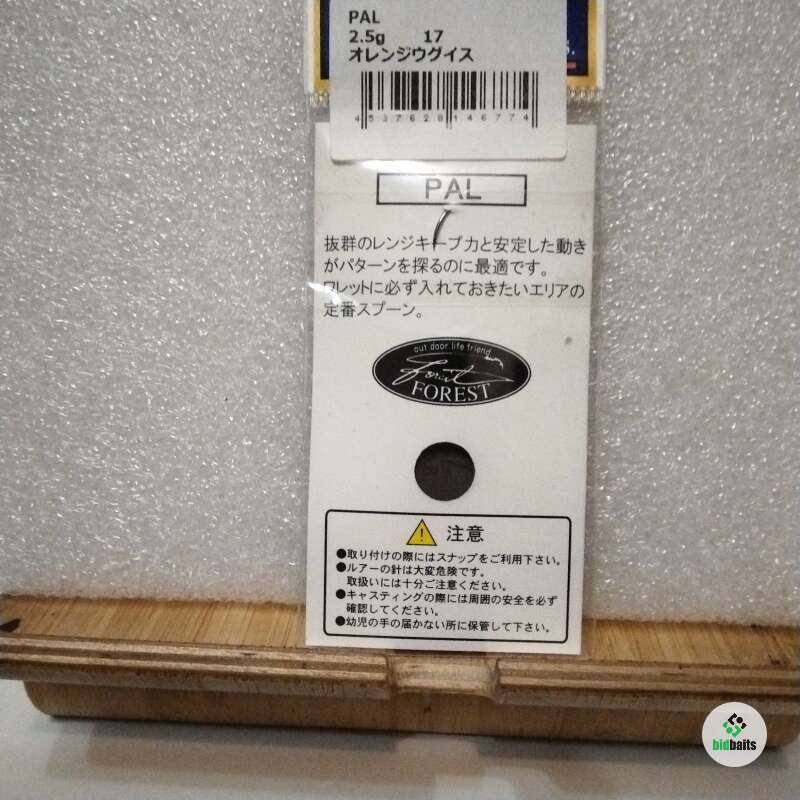 PAL
2.5g 17
オレンジウグイス
4 537628 146774
PAL
抜群のレンジキープ力と安定した動き
がパターンを探るのに最適です。
ワレットに必ず入れておきたいエリアの
定番スプーン。
out door life friend
Forest
FOREST
注意
●取り付けの際にはスナップをご利用下さい。
●ルアーの針は大変危険です。
取扱いには十分ご注意ください。
●キャスティングの際には周囲の安全を必ず
確認してください。
●幼児の手の届かない所に保管して下さい。
bidbaits